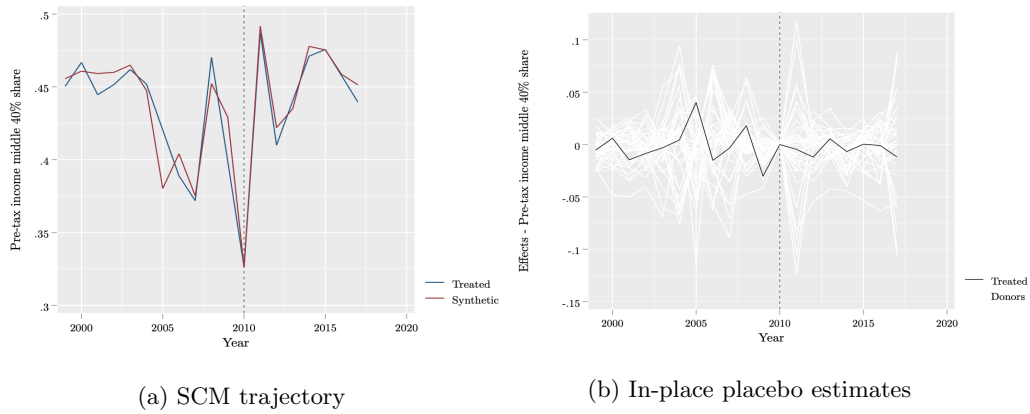 .5
.45
.4
.35
.3
Pre-tax income middle 40% share
2000
2005
2010
2015
2020
Year
Treated
Synthetic
(a) SCM trajectory
.1
.05
0
-.05
-.1
-.15
Effects - Pre-tax income middle 40% share
2000
2005
2010
2015
2020
Year
Treated
Donors
(b) In-place placebo estimates